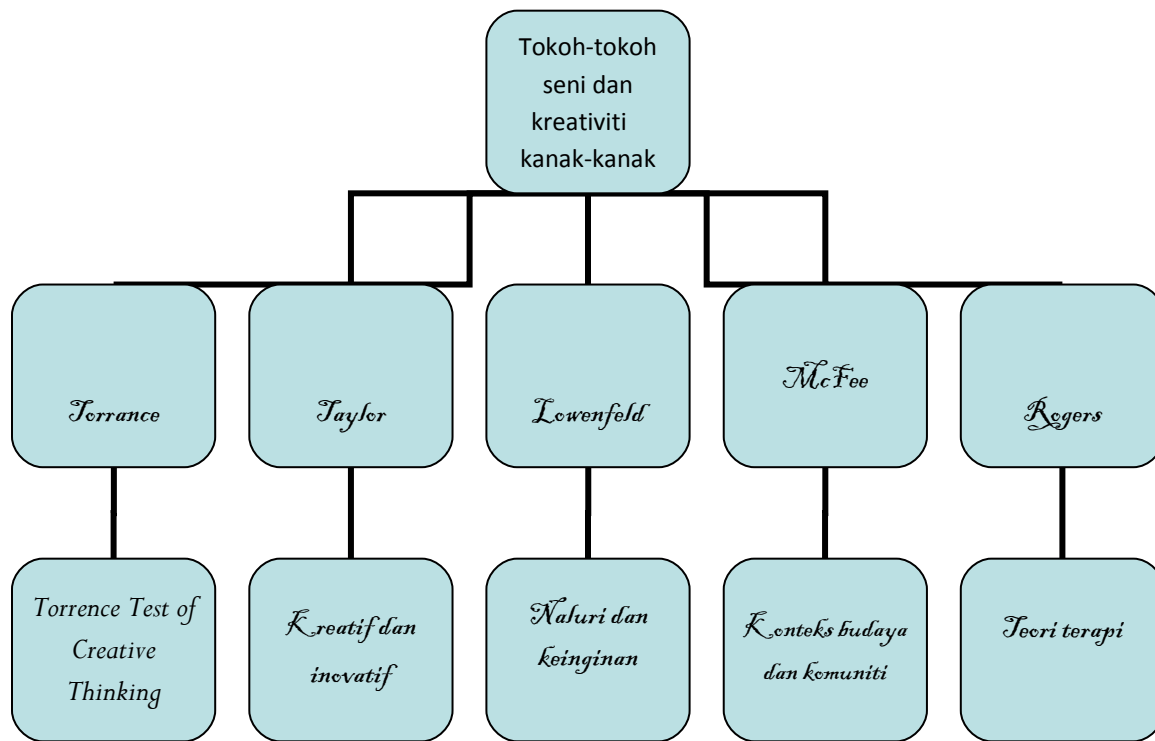 Tokoh-tokoh
seni dan
kreativiti
kanak-kanak
Torrance
Taylor
Lowenfeld
McFee
Rogers
Torrence Test of
Creative
Thinking
Kreatif dan
inovatif
Naluri dan
keinginan
Konteks budaya
dan komuniti
Teori terapi